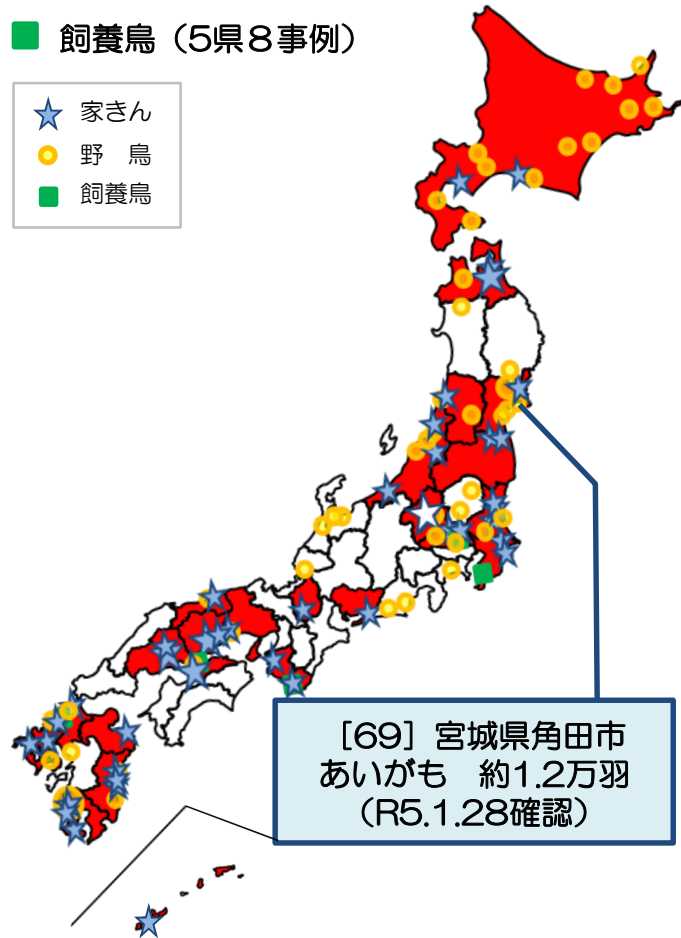 飼養鳥（5県８事例）
家きん
野　鳥
飼養鳥
［69］宮城県角田市
あいがも　約1.2万羽
（R5.1.28確認）